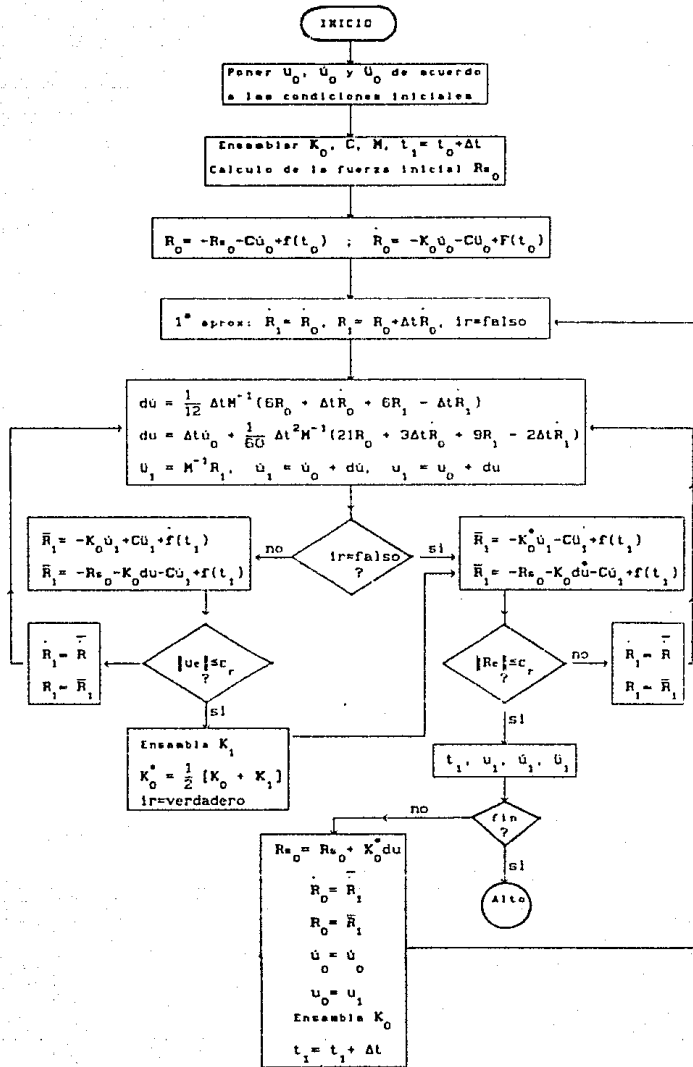 INICIO
Poner U₀, u̇₀ y Ü₀ de acuerdo
a las condiciones iniciales
Ensamblar K₀, C, M, t₁= t₀+Δt
Calculo de la fuerza inicial Rs₀
R₀= -Rs₀-Cu̇₀+f(t₀) ; Ṙ₀= -K₀u̇₀-CÜ₀+F(t₀)
1ª aprox: Ṙ₁= Ṙ₀, R₁= R₀+ΔtṘ₀, ir=falso
du̇ = 1/12 ΔtM⁻¹(6R₀ + ΔtṘ₀ + 6R₁ - ΔtṘ₁)
du = Δtu̇₀ + 1/60 Δt²M⁻¹(21R₀ + 3ΔtṘ₀ + 9R₁ - 2ΔtṘ₁)
Ü₁ = M⁻¹R₁, u̇₁ = u̇₀ + du̇, u₁ = u₀ + du
R̄₁ = -K₀u̇₁+CÜ₁+ḟ(t₁)
R̄₁ = -Rs₀-K₀du-Cu̇₁+f(t₁)
no
ir=falso
?
si
R̄₁ = -K₀*u̇₁-CÜ₁+ḟ(t₁)
R̄₁ = -Rs₀-K₀du*-Cu̇₁+f(t₁)
Ṙ₁= R̄̇
R₁= R̄₁
|Ue|≤εᵣ
?
|Re|≤εᵣ
?
no
Ṙ₁= R̄̇
R₁= R̄₁
si
si
Ensambla K₁
K₀* = 1/2 [K₀ + K₁]
ir=verdadero
t₁, u₁, u̇₁, Ü₁
no
fin
?
si
Alto
Rs₀= Rs₀+ K₀*du
Ṙ₀= R̄̇₁
R₀= R̄₁
u̇₀= u̇₀
u₀= u₁
Ensambla K₀
t₁= t₁+ Δt